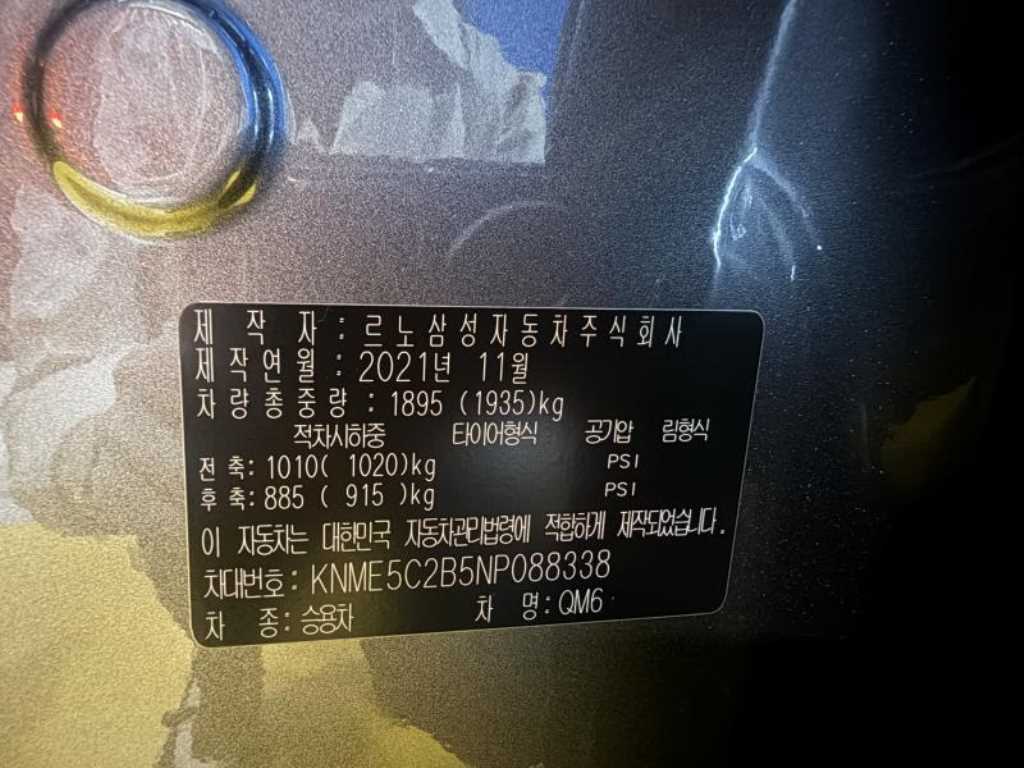 제 작 자 : 르노삼성자동차주식회사
제작연월 : 2021년 11월
차량총중량 : 1895 (1935)kg
적차시하중 타이어형식 공기압 림형식
전 축: 1010( 1020)kg PSI
후 축: 885 ( 915 )kg PSI
이 자동차는 대한민국 자동차관리법령에 적합하게 제작되었습니다.
차대번호: KNME5C2B5NP088338
차 종: 승용차 차 명: QM6